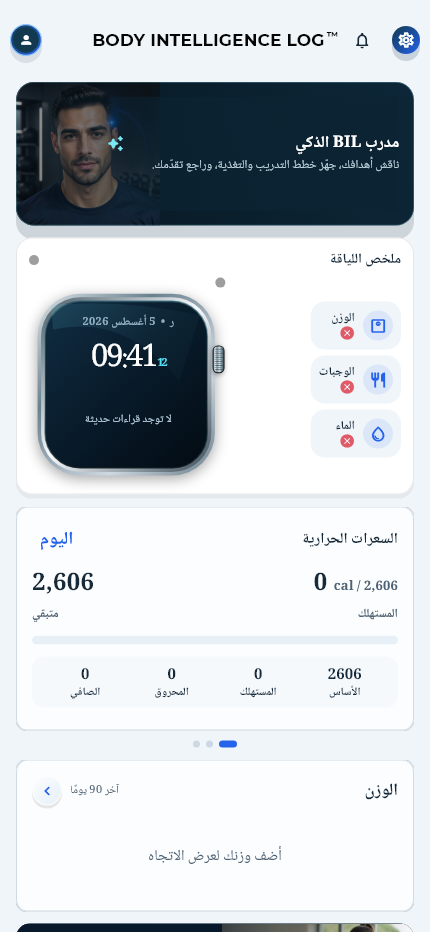 BODY INTELLIGENCE LOG™
مدرب BIL الذكي
ناقش أهدافك، جهّز خطط التدريب والتغذية، وراجع تقدّمك.
ملخص اللياقة
ر • 5 أغسطس 2026
09:41 12
لا توجد قراءات حديثة
الوزن
الوجبات
الماء
السعرات الحرارية
اليوم
0 cal / 2,606
2,606
المستهلك
متبقي
2606
0
0
0
الأساس
المستهلك
المحروق
الصافي
الوزن
آخر 90 يومًا
أضف وزنك لعرض الاتجاه